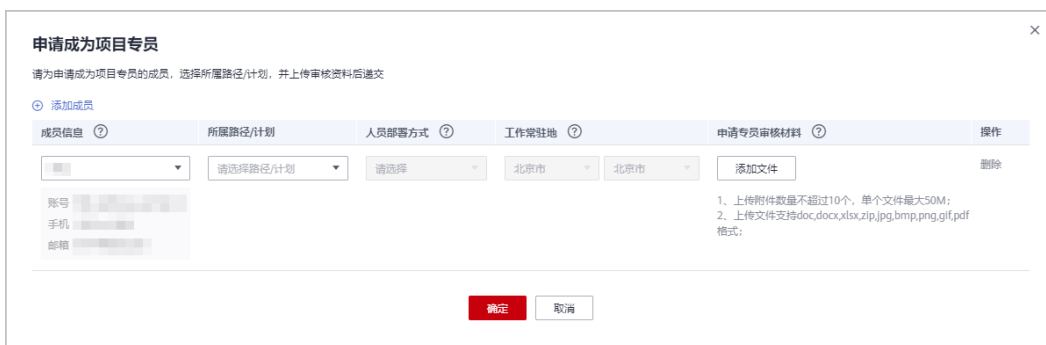 申请成为项目专员
请为申请成为项目专员的成员，选择所属路径/计划，并上传审核资料后递交
添加成员
成员信息 ? 所属路径/计划 人员部署方式 ? 工作常驻地 ? 申请专员审核材料 ? 操作
请选择路径/计划 请选择 北京市 北京市 添加文件 删除
账号
手机
邮箱
1、上传附件数量不超过10个，单个文件最大50M；
2、上传文件支持doc,docx,xlsx,zip,jpg,bmp,png,gif,pdf
格式；
确定 取消